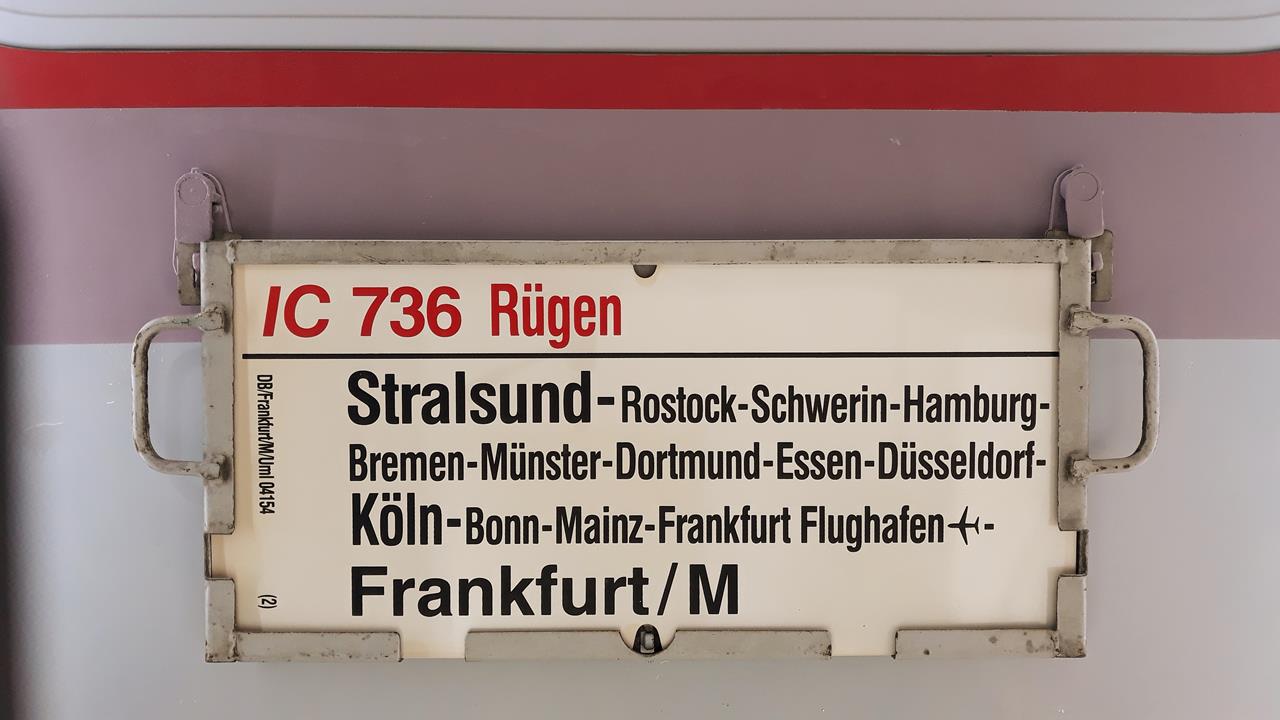 IC 736 Rügen
Stralsund-Rostock-Schwerin-Hamburg-
Bremen-Münster-Dortmund-Essen-Düsseldorf-
Köln-Bonn-Mainz-Frankfurt Flughafen✈-
Frankfurt/M
DB/Frankfurt/M/Uml 04154
(2)